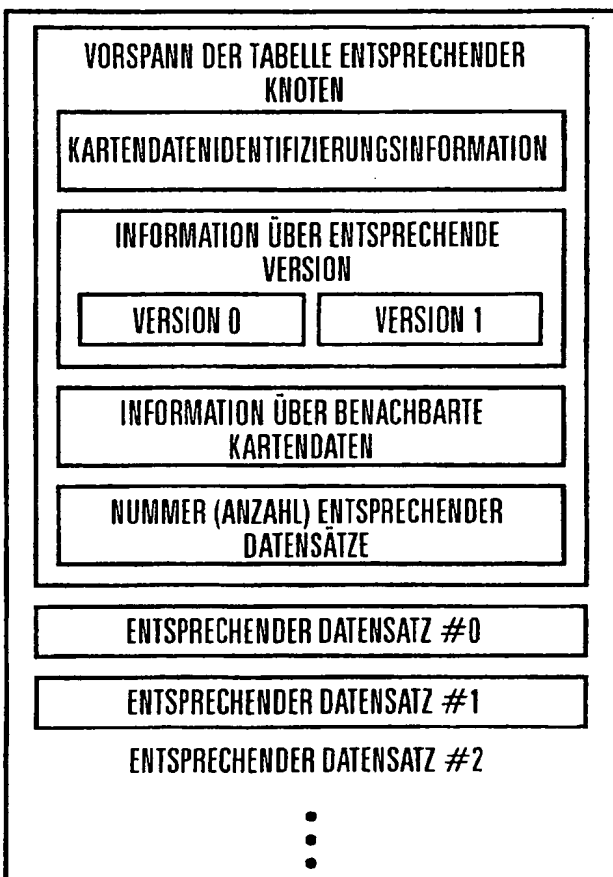 VORSPANN DER TABELLE ENTSPRECHENDER
KNOTEN
KARTENDATENIDENTIFIZIERUNGSINFORMATION
INFORMATION ÜBER ENTSPRECHENDE
VERSION
VERSION 0
VERSION 1
INFORMATION ÜBER BENACHBARTE
KARTENDATEN
NUMMER (ANZAHL) ENTSPRECHENDER
DATENSÄTZE
ENTSPRECHENDER DATENSATZ #0
ENTSPRECHENDER DATENSATZ #1
ENTSPRECHENDER DATENSATZ #2